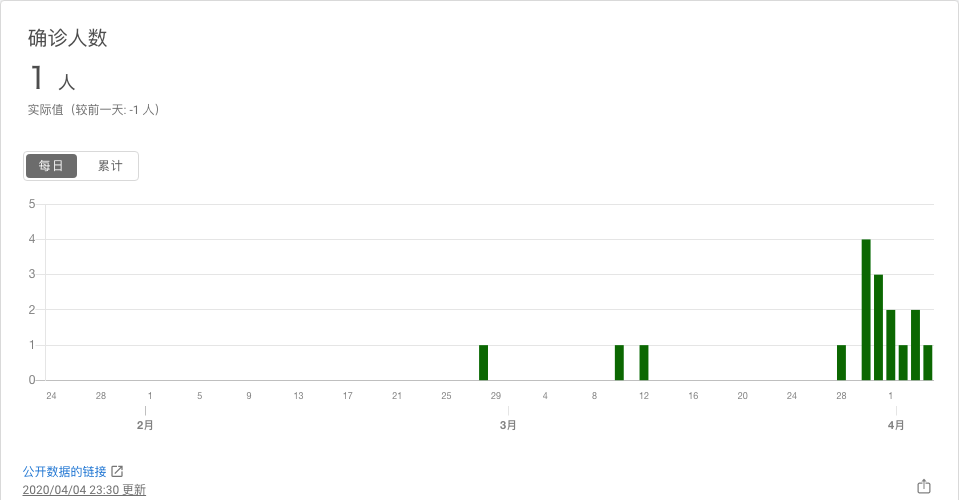 确诊人数
1 人
实际值（较前一天: -1 人）
每日 累计
5
4
3
2
1
0
24 28 1 5 9 13 17 21 25 29 4 8 12 16 20 24 28 1
2月 3月 4月
公开数据的链接
2020/04/04 23:30 更新